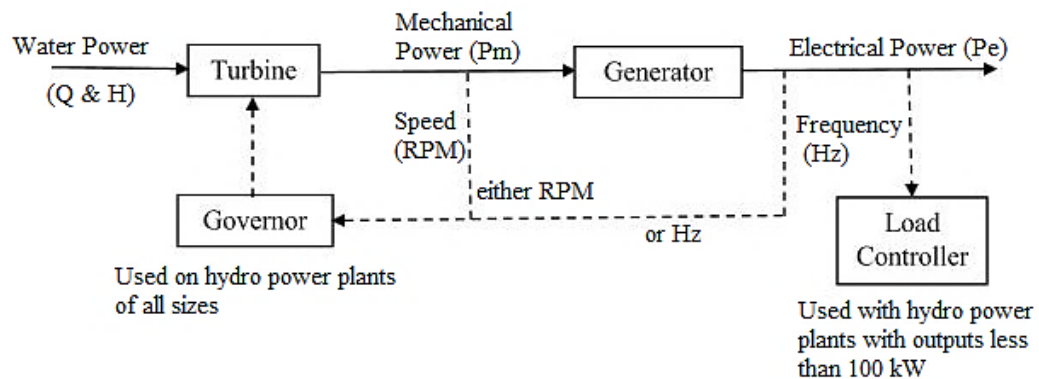 Water Power
(Q & H)
Turbine
Mechanical
Power (Pm)
Generator
Electrical Power (Pe)
Speed
(RPM)
Frequency
(Hz)
either RPM
or Hz
Governor
Used on hydro power plants
of all sizes
Load
Controller
Used with hydro power
plants with outputs less
than 100 kW